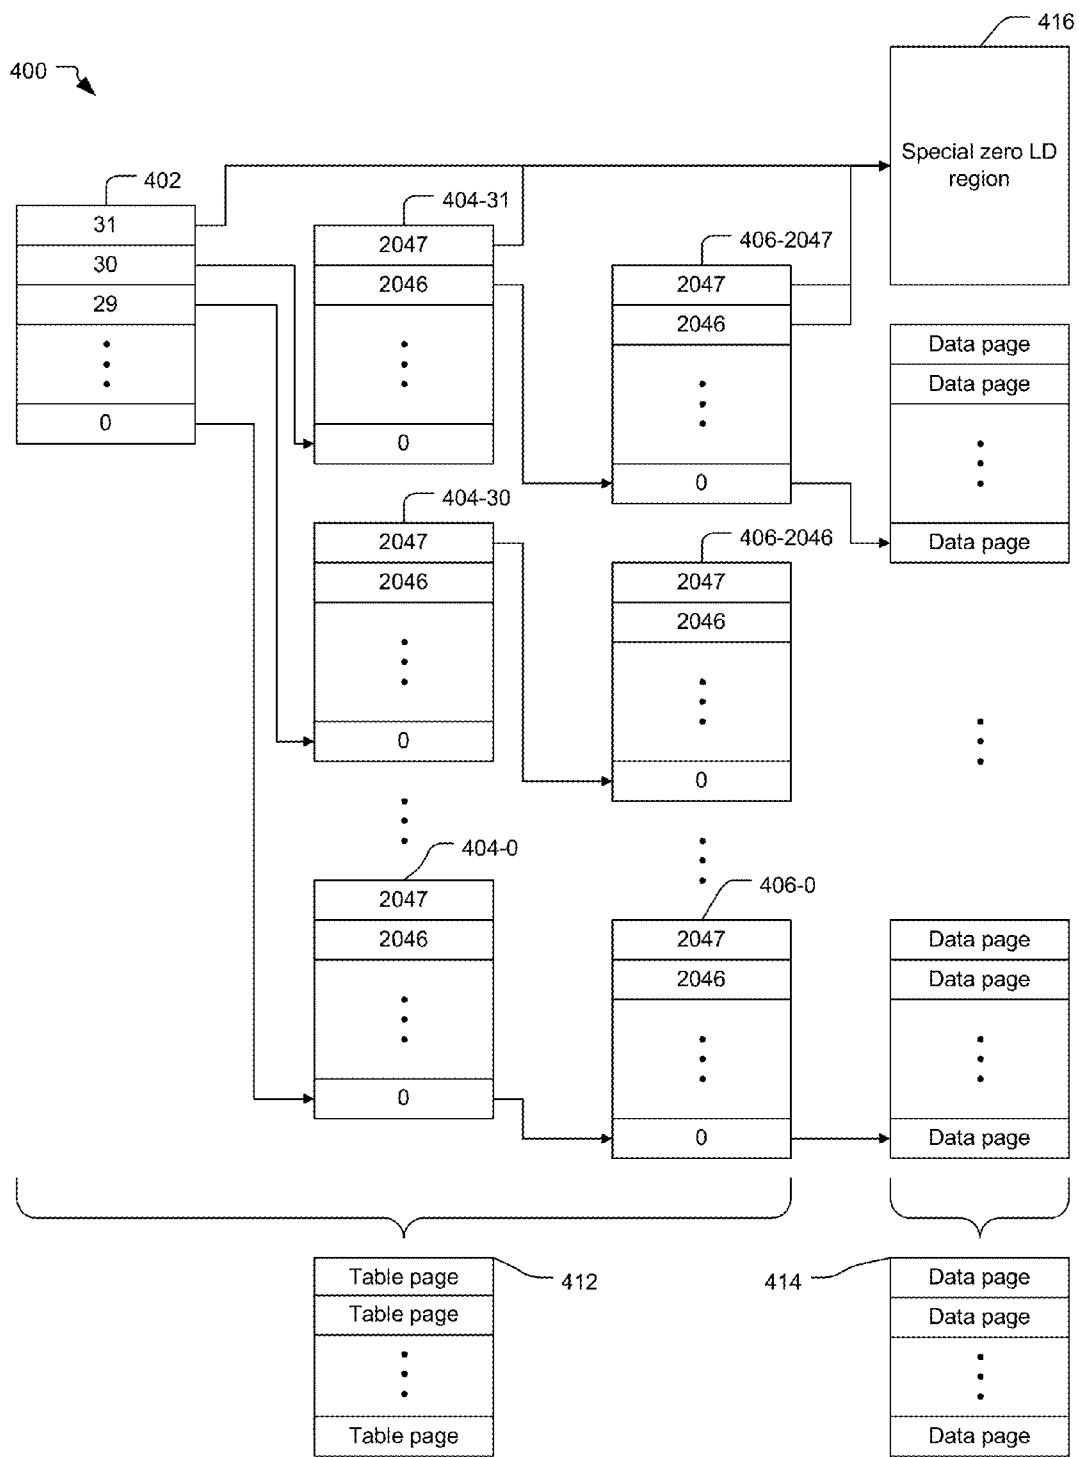 416
400
Special zero LD
region
402
31
30
29
0
404-31
2047
2046
0
406-2047
2047
2046
0
Data page
Data page
Data page
404-30
2047
2046
0
406-2046
2047
2046
0
404-0
2047
2046
0
406-0
2047
2046
0
Data page
Data page
Data page
Table page
Table page
Table page
412
414
Data page
Data page
Data page